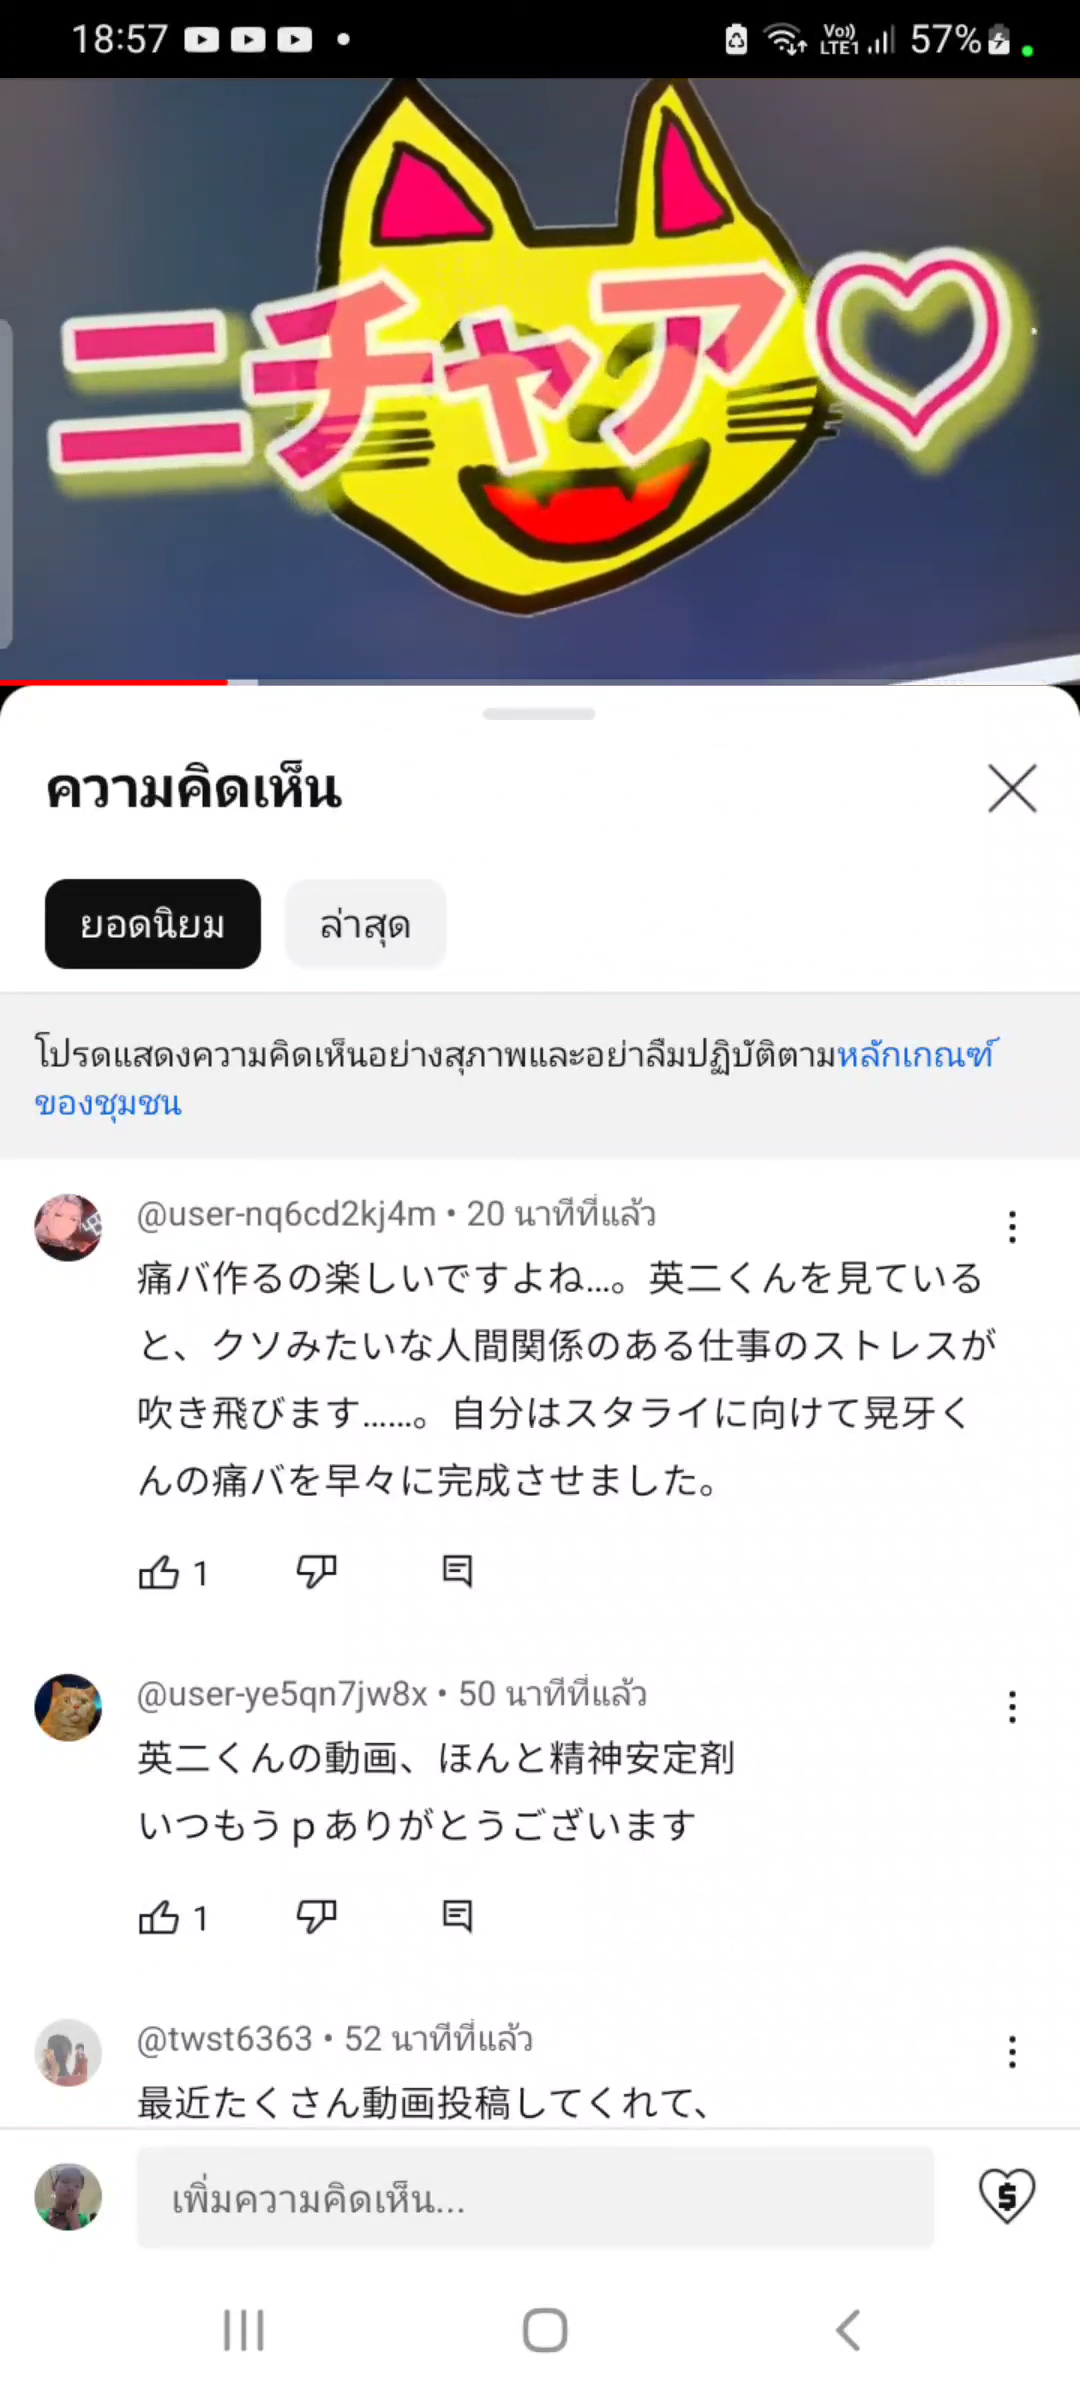 18:57
Vo)) LTE1 57%
ニチャア♡
ความคิดเห็น
ยอดนิยม
ล่าสุด
โปรดแสดงความคิดเห็นอย่างสุภาพและอย่าลืมปฏิบัติตามหลักเกณฑ์
ของชุมชน
@user-nq6cd2kj4m • 20 นาทีที่แล้ว
痛バ作るの楽しいですよね...。英二くんを見ている
と、クソみたいな人間関係のある仕事のストレスが
吹き飛びます......。自分はスタライに向けて晃牙く
んの痛バを早々に完成させました。
1
@user-ye5qn7jw8x • 50 นาทีที่แล้ว
英二くんの動画、ほんと精神安定剤
いつもうｐありがとうございます
1
@twst6363 • 52 นาทีที่แล้ว
最近たくさん動画投稿してくれて、
เพิ่มความคิดเห็น...